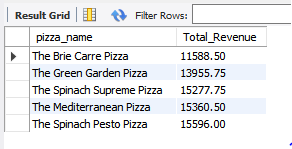 Result Grid Filter Rows:
pizza_name Total_Revenue
The Brie Carre Pizza 11588.50
The Green Garden Pizza 13955.75
The Spinach Supreme Pizza 15277.75
The Mediterranean Pizza 15360.50
The Spinach Pesto Pizza 15596.00